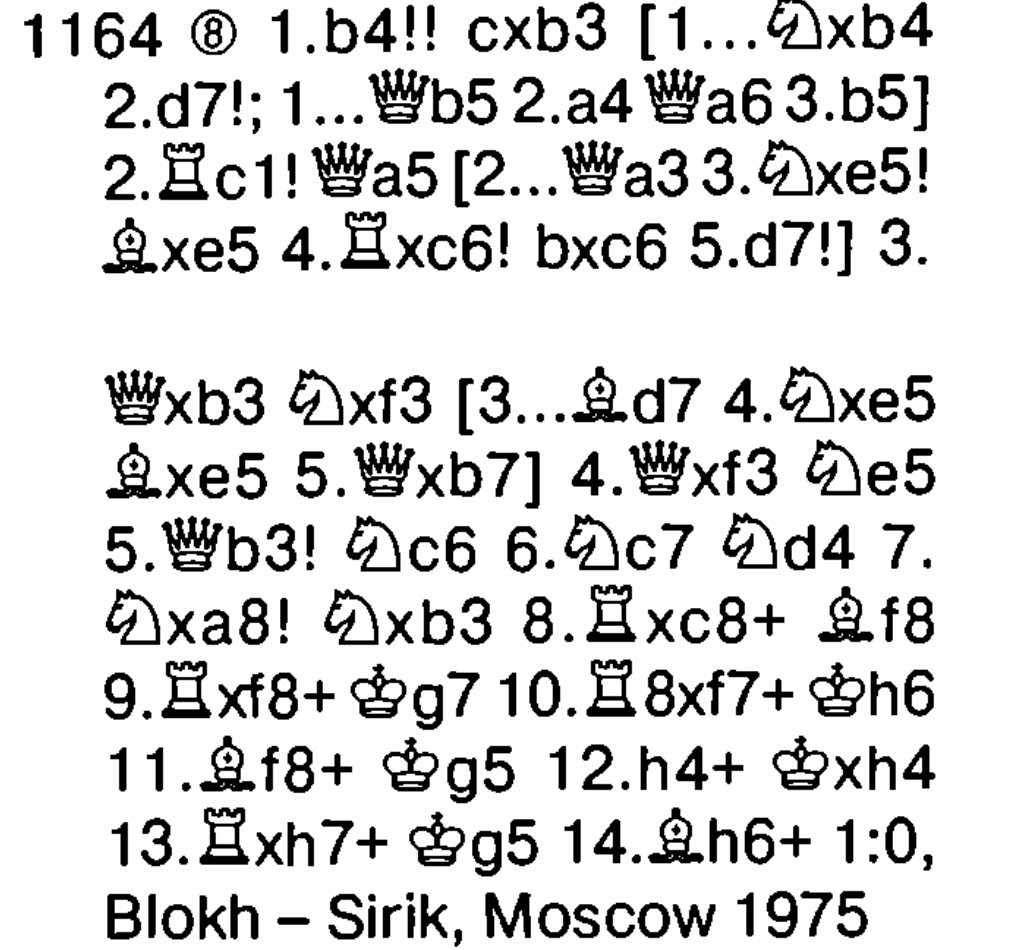 1164 ⑧ 1.b4!! cxb3 [1...♘xb4
2.d7!; 1...♕b5 2.a4 ♕a6 3.b5]
2.♖c1! ♕a5 [2...♕a3 3.♘xe5!
♗xe5 4.♖xc6! bxc6 5.d7!] 3.
♕xb3 ♘xf3 [3...♗d7 4.♘xe5
♗xe5 5.♕xb7] 4.♕xf3 ♘e5
5.♕b3! ♘c6 6.♘c7 ♘d4 7.
♘xa8! ♘xb3 8.♖xc8+ ♗f8
9.♖xf8+ ♔g7 10.♖8xf7+ ♔h6
11.♗f8+ ♔g5 12.h4+ ♔xh4
13.♖xh7+ ♔g5 14.♗h6+ 1:0,
Blokh – Sirik, Moscow 1975